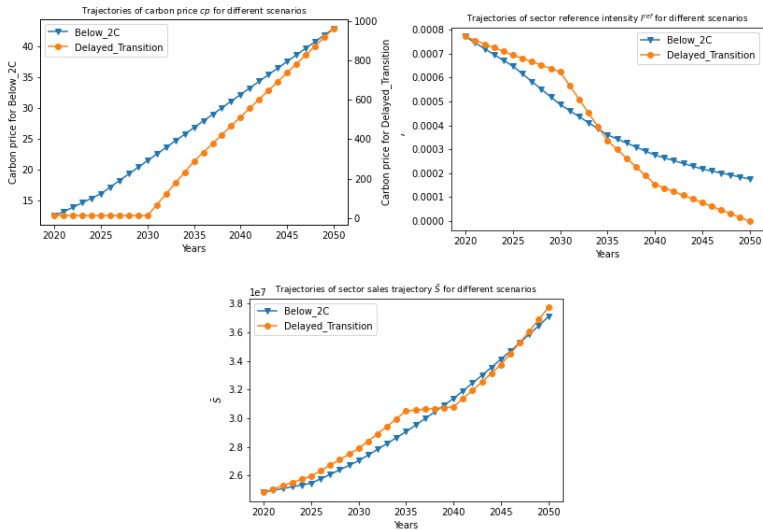 Trajectories of carbon price cp for different scenarios
Below_2C
Delayed_Transition
Carbon price for Below_2C
40
35
30
25
20
15
1000
800
600
400
200
0
Carbon price for Delayed_Transition
2020 2025 2030 2035 2040 2045 2050
Years
Trajectories of sector reference intensity I^ref for different scenarios
Below_2C
Delayed_Transition
0.0008
0.0007
0.0006
0.0005
0.0004
0.0003
0.0002
0.0001
0.0000
2020 2025 2030 2035 2040 2045 2050
Years
Trajectories of sector sales trajectory S̄ for different scenarios
1e7
Below_2C
Delayed_Transition
S̄
3.8
3.6
3.4
3.2
3.0
2.8
2.6
2020 2025 2030 2035 2040 2045 2050
Years